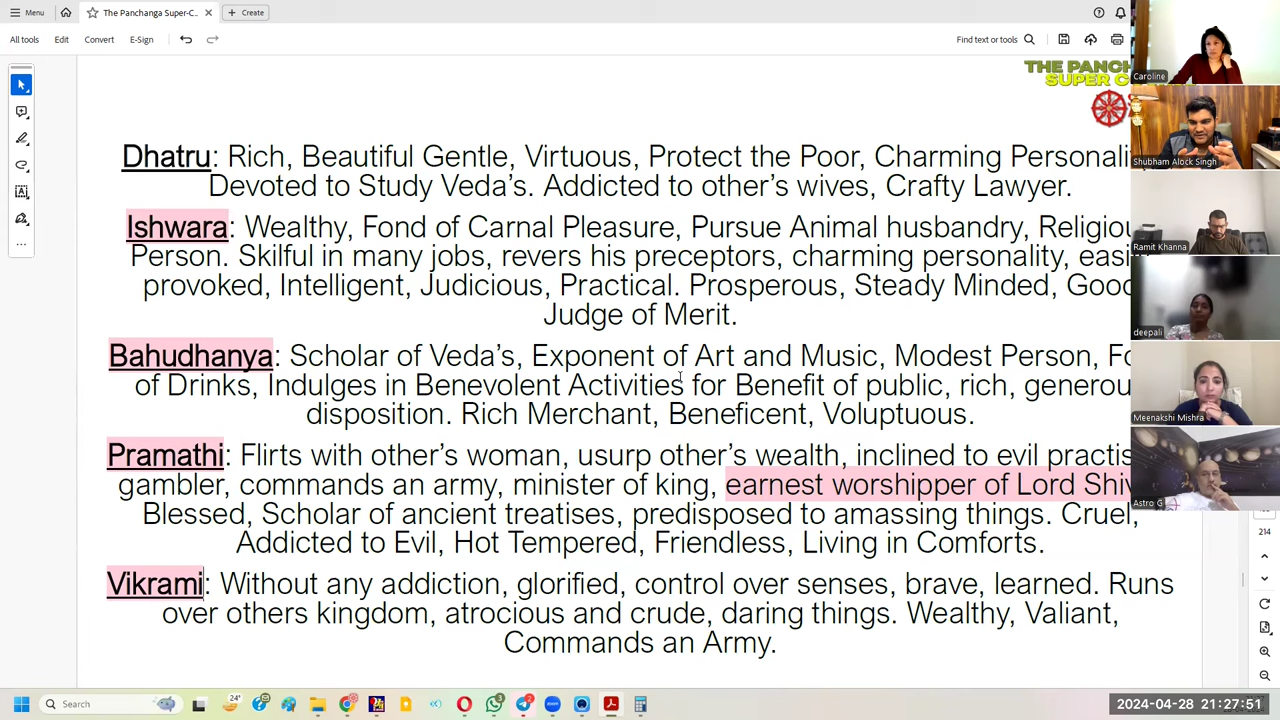 Menu
The Panchanga Super-C..
Create
All tools
Edit
Convert
E-Sign
Find text or tools
THE PANCH
SUPER C
Dhatru: Rich, Beautiful Gentle, Virtuous, Protect the Poor, Charming Personali
Devoted to Study Veda's. Addicted to other's wives, Crafty Lawyer.
Ishwara: Wealthy, Fond of Carnal Pleasure, Pursue Animal husbandry, Religiou
Person. Skilful in many jobs, revers his preceptors, charming personality, easi
provoked, Intelligent, Judicious, Practical. Prosperous, Steady Minded, Good
Judge of Merit.
Bahudhanya: Scholar of Veda's, Exponent of Art and Music, Modest Person, Fo
of Drinks, Indulges in Benevolent Activities for Benefit of public, rich, generou
disposition. Rich Merchant, Beneficent, Voluptuous.
Pramathi: Flirts with other's woman, usurp other's wealth, inclined to evil practis
gambler, commands an army, minister of king, earnest worshipper of Lord Shiv
Blessed, Scholar of ancient treatises, predisposed to amassing things. Cruel,
Addicted to Evil, Hot Tempered, Friendless, Living in Comforts.
Vikrami: Without any addiction, glorified, control over senses, brave, learned. Runs
over others kingdom, atrocious and crude, daring things. Wealthy, Valiant,
Commands an Army.
Caroline
Shubham Alock Singh
Ramit Khanna
deepali
Meenakshi Mishra
Astro G
214
Search
24°
3
2
2024-04-28 21:27:51